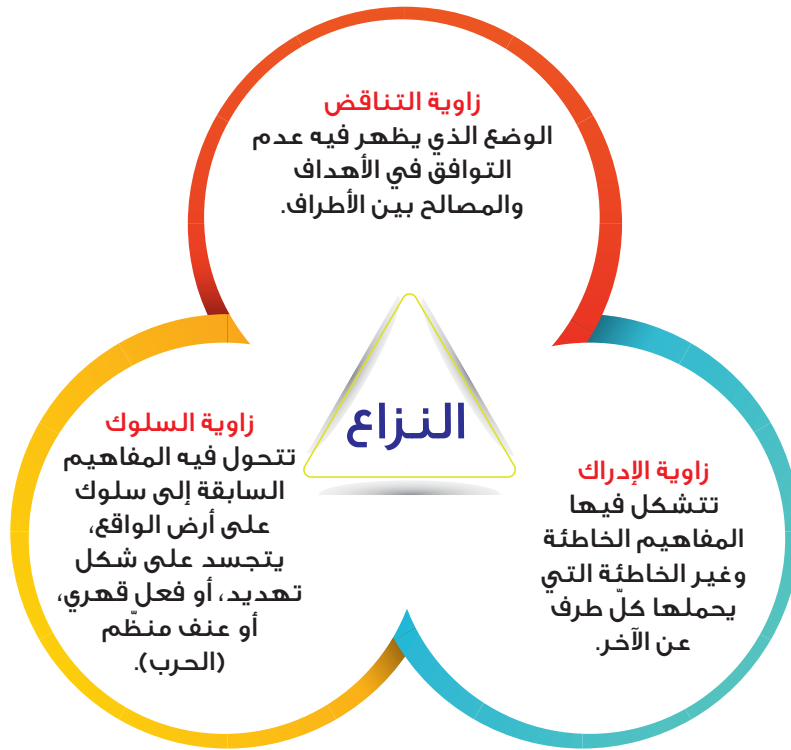 زاوية التناقض
الوضع الذي يظهر فيه عدم
التوافق في الأهداف
والمصالح بين الأطراف.
النزاع
زاوية الإدراك
تتشكل فيها
المفاهيم الخاطئة
وغير الخاطئة التي
يحملها كلّ طرف
عن الآخر.
زاوية السلوك
تتحول فيه المفاهيم
السابقة إلى سلوك
على أرض الواقع،
يتجسد على شكل
تهديد، أو فعل قهري،
أو عنف منظّم
(الحرب).